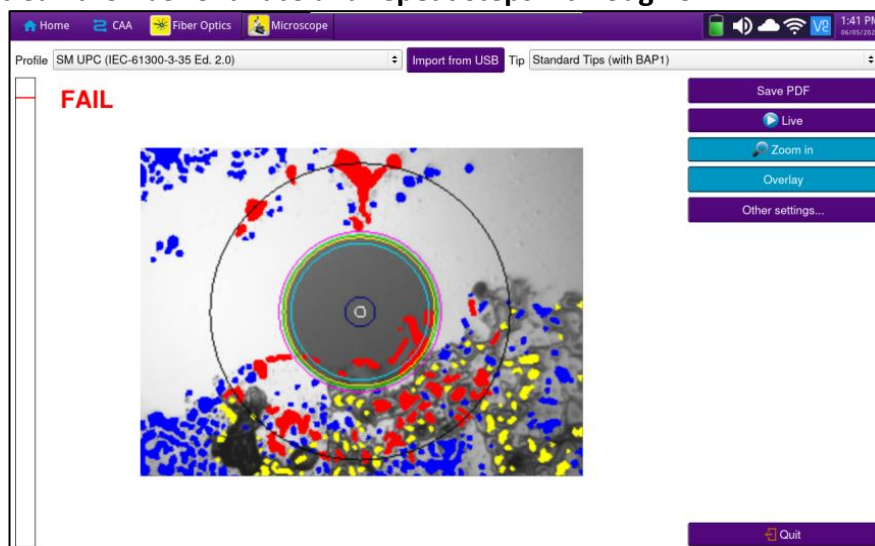 Home CAA Fiber Optics Microscope V2 1:41 PM
Profile SM UPC (IEC-61300-3-35 Ed. 2.0) Import from USB Tip Standard Tips (with BAP1)
FAIL
Save PDF
Live
Zoom in
Overlay
Other settings...
Quit